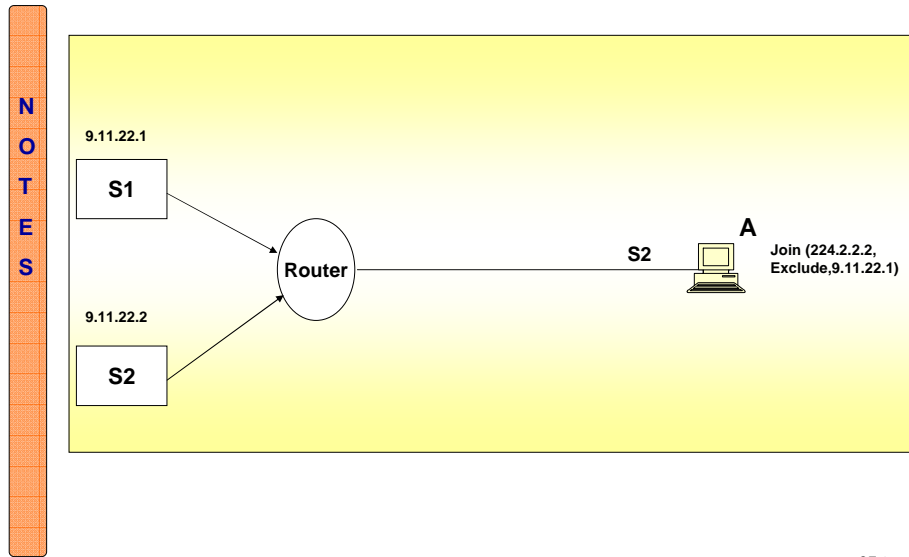 N
O
T
E
S
9.11.22.1
S1
Router
S2
A
Join (224.2.2.2,
Exclude,9.11.22.1)
9.11.22.2
S2